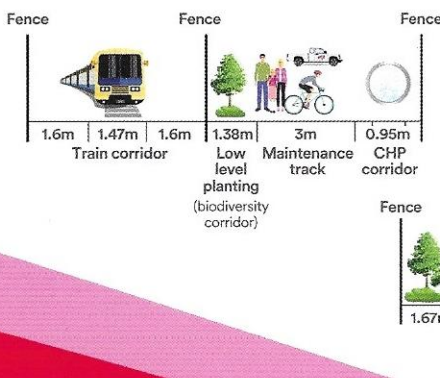 Fence Fence Fence
1.6m 1.47m 1.6m 1.38m 3m 0.95m
Train corridor
Low
level
planting
(biodiversity
corridor)
Maintenance
track
CHP
corridor
Fence